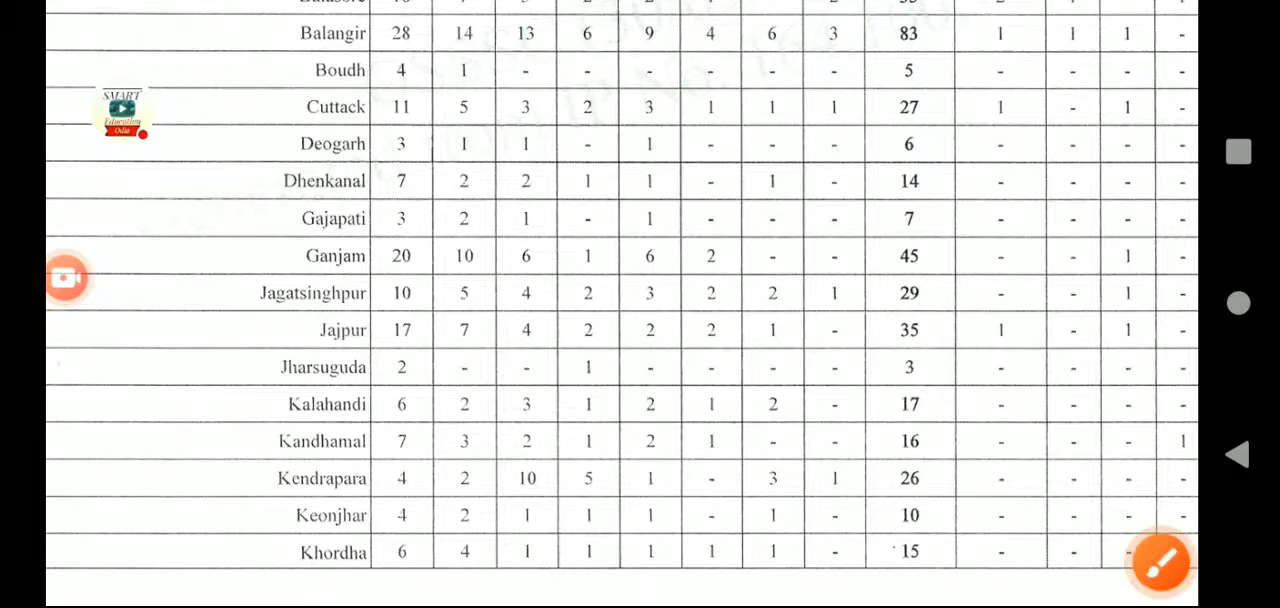 Balangir 28 14 13 6 9 4 6 3 83 1 1 1 -
Boudh 4 1 - - - - - - 5 - - - -
SMART
Educating
Odia
Cuttack 11 5 3 2 3 1 1 1 27 1 - 1 -
Deogarh 3 1 1 - 1 - - - 6 - - - -
Dhenkanal 7 2 2 1 1 - 1 - 14 - - - -
Gajapati 3 2 1 - 1 - - - 7 - - - -
Ganjam 20 10 6 1 6 2 - - 45 - - 1 -
Jagatsinghpur 10 5 4 2 3 2 2 1 29 - - 1 -
Jajpur 17 7 4 2 2 2 1 - 35 1 - 1 -
Jharsuguda 2 - - 1 - - - - 3 - - - -
Kalahandi 6 2 3 1 2 1 2 - 17 - - - -
Kandhamal 7 3 2 1 2 1 - - 16 - - - 1
Kendrapara 4 2 10 5 1 - 3 1 26 - - - -
Keonjhar 4 2 1 1 1 - 1 - 10 - - - -
Khordha 6 4 1 1 1 1 1 - 15 - - -